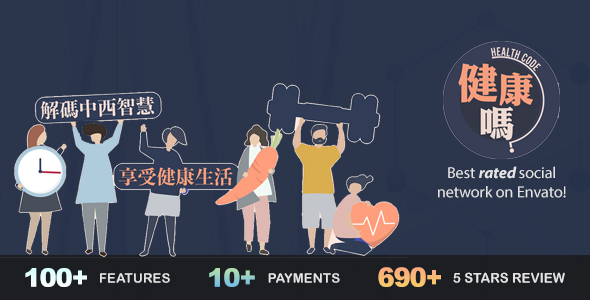 解碼中西智慧
享受健康生活
HEALTH CODE
健康
嗎?
Best rated social
network on Envato!
100+ FEATURES
10+ PAYMENTS
690+ 5 STARS REVIEW